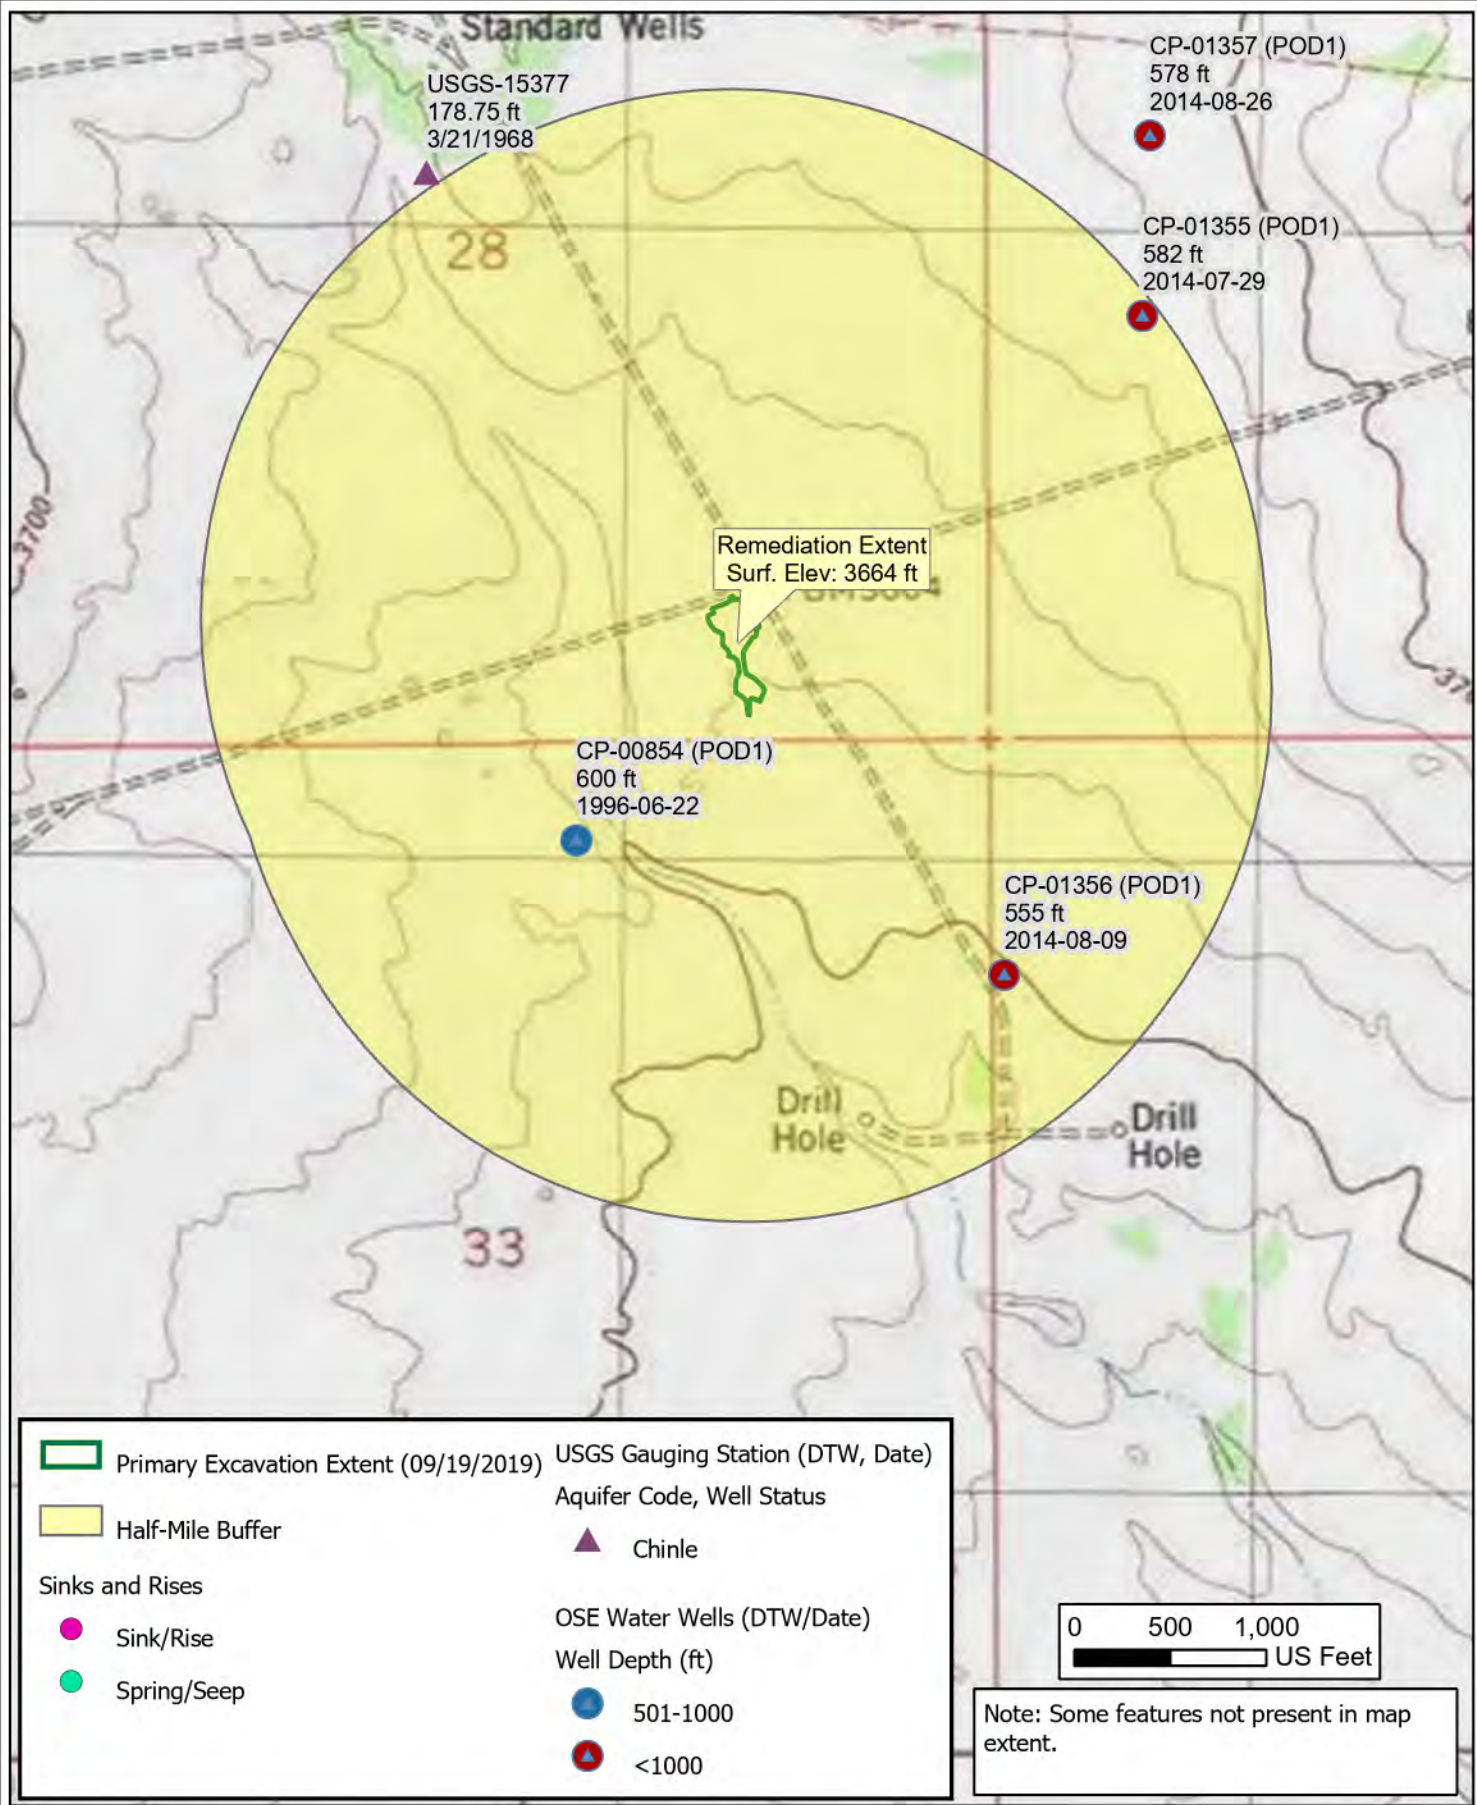 Standard Wells
CP-01357 (POD1)
578 ft
2014-08-26
USGS-15377
178.75 ft
3/21/1968
CP-01355 (POD1)
582 ft
2014-07-29
28
3700
Remediation Extent
Surf. Elev: 3664 ft
CP-00854 (POD1)
600 ft
1996-06-22
CP-01356 (POD1)
555 ft
2014-08-09
Drill
Hole
Drill
Hole
33
Primary Excavation Extent (09/19/2019)
Half-Mile Buffer
Sinks and Rises
Sink/Rise
Spring/Seep
USGS Gauging Station (DTW, Date)
Aquifer Code, Well Status
Chinle
OSE Water Wells (DTW/Date)
Well Depth (ft)
501-1000
<1000
0 500 1,000
US Feet
Note: Some features not present in map
extent.